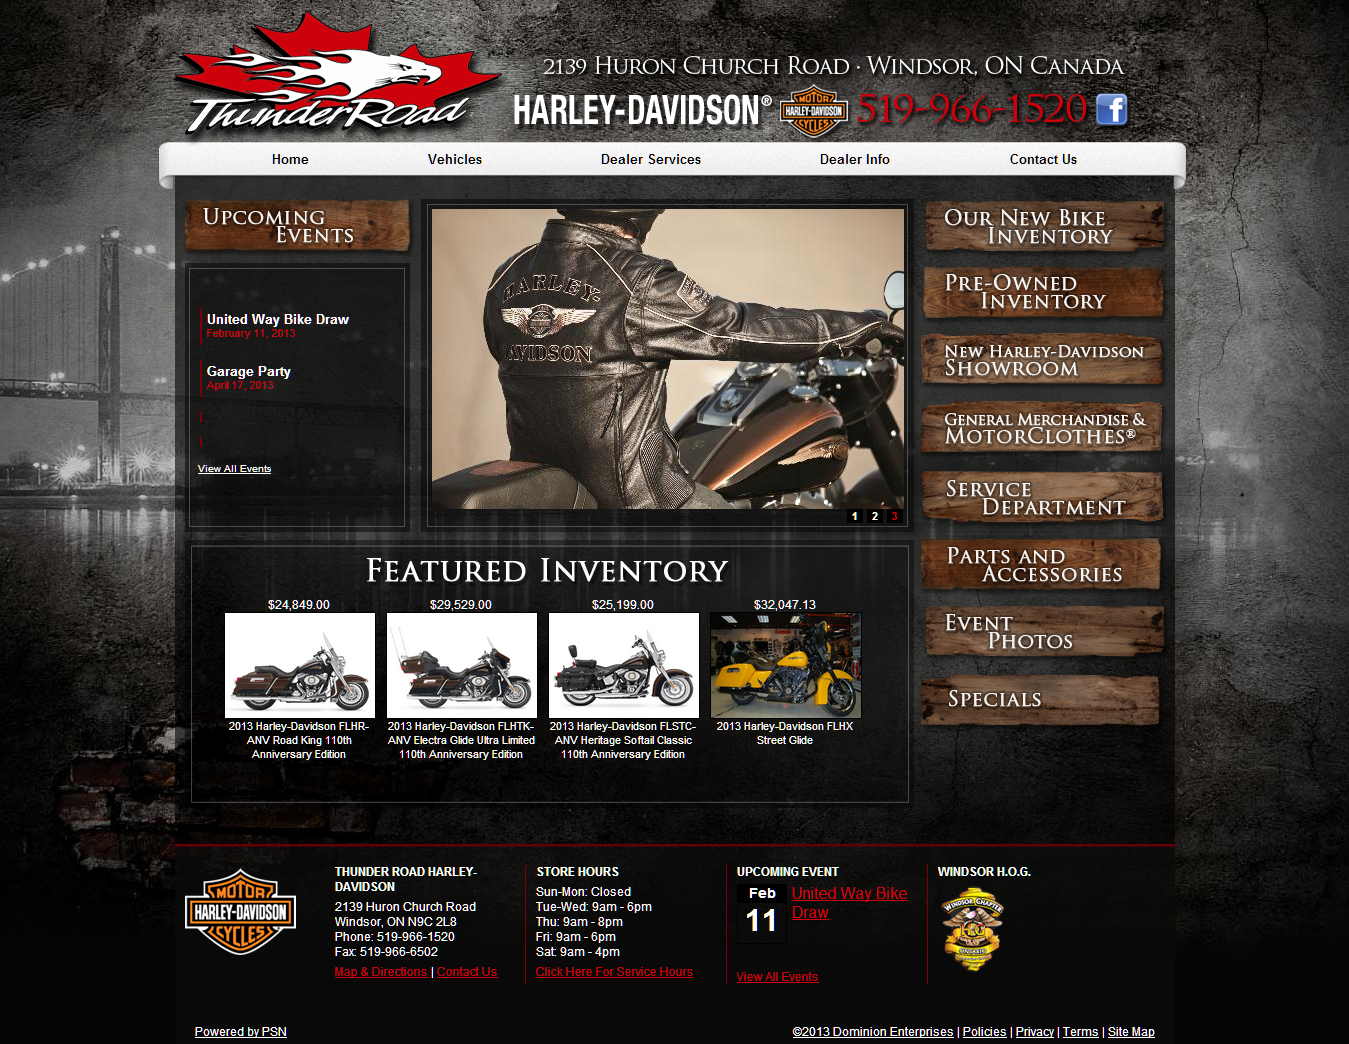 ThunderRoad
2139 Huron Church Road · Windsor, ON Canada
HARLEY-DAVIDSON® MOTOR HARLEY-DAVIDSON CYCLES 519-966-1520 f
Home Vehicles Dealer Services Dealer Info Contact Us
Upcoming
Events
United Way Bike Draw
February 11, 2013
Garage Party
April 17, 2013
View All Events
HARLEY-
DAVIDSON
1 2 3
Our New Bike
Inventory
Pre-Owned
Inventory
New Harley-Davidson
Showroom
General Merchandise &
MotorClothes®
Service
Department
Parts and
Accessories
Event
Photos
Specials
Featured Inventory
$24,849.00
2013 Harley-Davidson FLHR-
ANV Road King 110th
Anniversary Edition
$29,529.00
2013 Harley-Davidson FLHTK-
ANV Electra Glide Ultra Limited
110th Anniversary Edition
$25,199.00
2013 Harley-Davidson FLSTC-
ANV Heritage Softail Classic
110th Anniversary Edition
$32,047.13
2013 Harley-Davidson FLHX
Street Glide
MOTOR
HARLEY-DAVIDSON
CYCLES
THUNDER ROAD HARLEY-
DAVIDSON
2139 Huron Church Road
Windsor, ON N9C 2L8
Phone: 519-966-1520
Fax: 519-966-6502
Map & Directions | Contact Us
STORE HOURS
Sun-Mon: Closed
Tue-Wed: 9am - 6pm
Thu: 9am - 8pm
Fri: 9am - 6pm
Sat: 9am - 4pm
Click Here For Service Hours
UPCOMING EVENT
Feb
11
United Way Bike
Draw
View All Events
WINDSOR H.O.G.
WINDSOR CHAPTER
ONTARIO
Powered by PSN
©2013 Dominion Enterprises | Policies | Privacy | Terms | Site Map